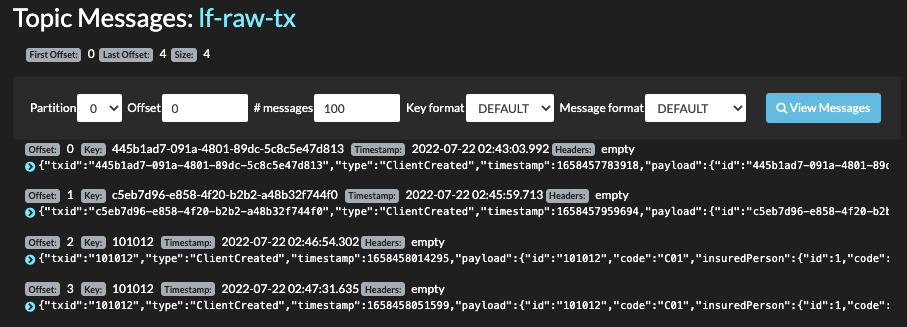 Topic Messages: lf-raw-tx
First Offset: 0 Last Offset: 4 Size: 4
Partition 0 Offset 0 # messages 100 Key format DEFAULT Message format DEFAULT View Messages
Offset: 0 Key: 445b1ad7-091a-4801-89dc-5c8c5e47d813 Timestamp: 2022-07-22 02:43:03.992 Headers: empty
{"txid":"445b1ad7-091a-4801-89dc-5c8c5e47d813","type":"ClientCreated","timestamp":1658457783918,"payload":{"id":"445b1ad7-091a-4801-89dc
Offset: 1 Key: c5eb7d96-e858-4f20-b2b2-a48b32f744f0 Timestamp: 2022-07-22 02:45:59.713 Headers: empty
{"txid":"c5eb7d96-e858-4f20-b2b2-a48b32f744f0","type":"ClientCreated","timestamp":1658457959694,"payload":{"id":"c5eb7d96-e858-4f20-b2b
Offset: 2 Key: 101012 Timestamp: 2022-07-22 02:46:54.302 Headers: empty
{"txid":"101012","type":"ClientCreated","timestamp":1658458014295,"payload":{"id":"101012","code":"C01","insuredPerson":{"id":1,"code":
Offset: 3 Key: 101012 Timestamp: 2022-07-22 02:47:31.635 Headers: empty
{"txid":"101012","type":"ClientCreated","timestamp":1658458051599,"payload":{"id":"101012","code":"C01","insuredPerson":{"id":1,"code":